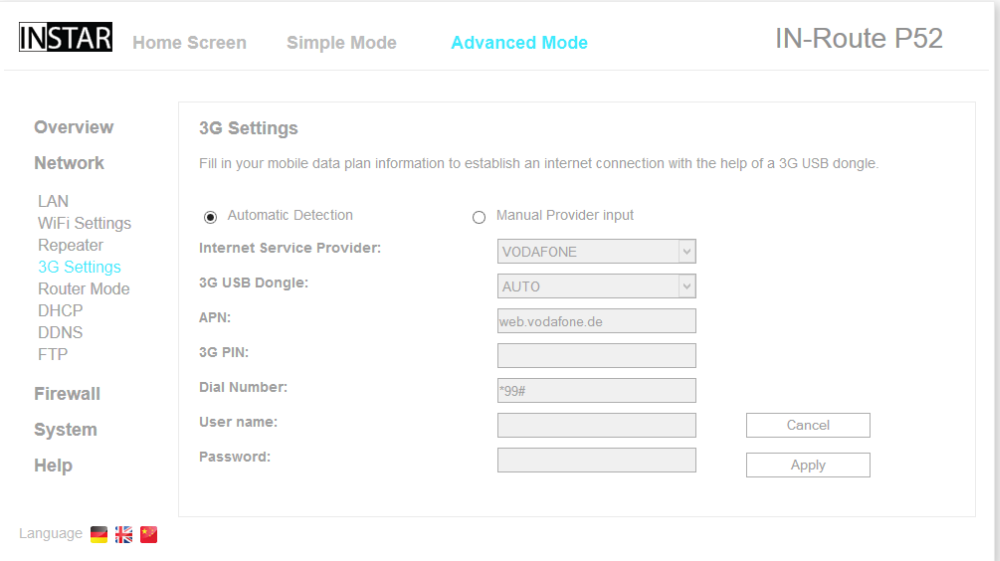 INSTAR Home Screen Simple Mode Advanced Mode IN-Route P52
Overview
Network
LAN
WiFi Settings
Repeater
3G Settings
Router Mode
DHCP
DDNS
FTP
Firewall
System
Help
Language
3G Settings
Fill in your mobile data plan information to establish an internet connection with the help of a 3G USB dongle.
Automatic Detection Manual Provider input
Internet Service Provider: VODAFONE
3G USB Dongle: AUTO
APN: web.vodafone.de
3G PIN:
Dial Number: *99#
User name:
Cancel
Password:
Apply